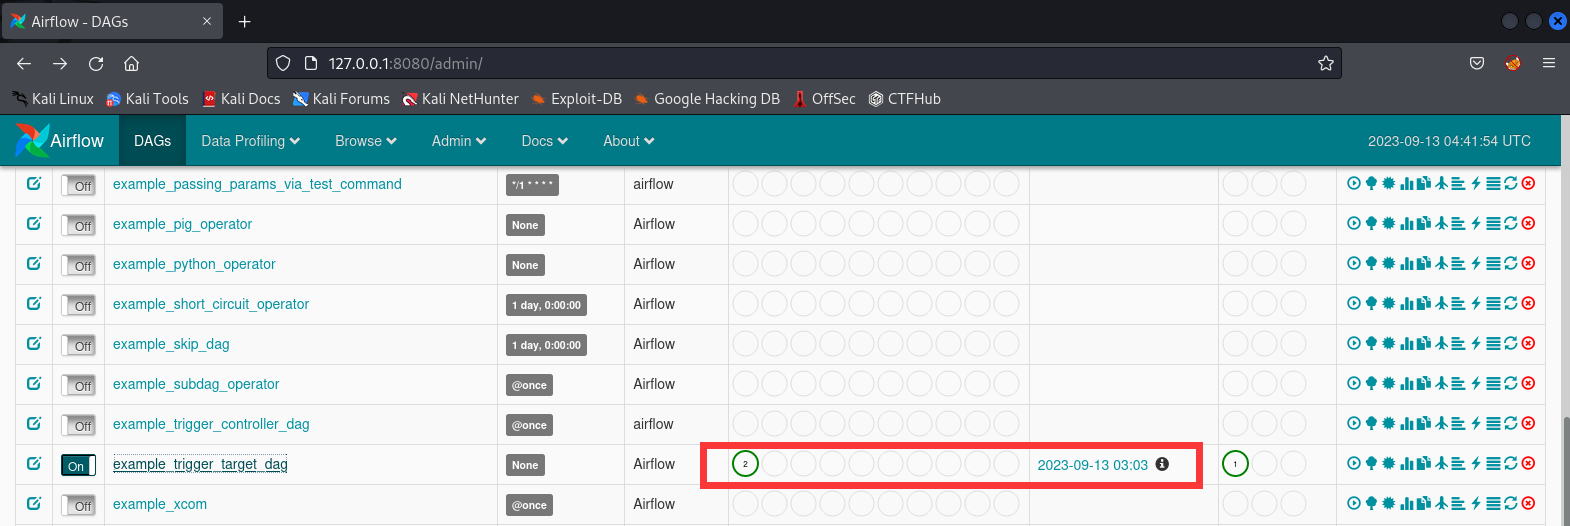 Airflow - DAGs
127.0.0.1:8080/admin/
Kali Linux Kali Tools Kali Docs Kali Forums Kali NetHunter Exploit-DB Google Hacking DB OffSec CTFHub
Airflow DAGs Data Profiling Browse Admin Docs About 2023-09-13 04:41:54 UTC
Off example_passing_params_via_test_command */1 * * * * airflow
Off example_pig_operator None Airflow
Off example_python_operator None Airflow
Off example_short_circuit_operator 1 day, 0:00:00 Airflow
Off example_skip_dag 1 day, 0:00:00 Airflow
Off example_subdag_operator @once Airflow
Off example_trigger_controller_dag @once airflow
On example_trigger_target_dag None Airflow 2 2023-09-13 03:03 1
Off example_xcom @once Airflow